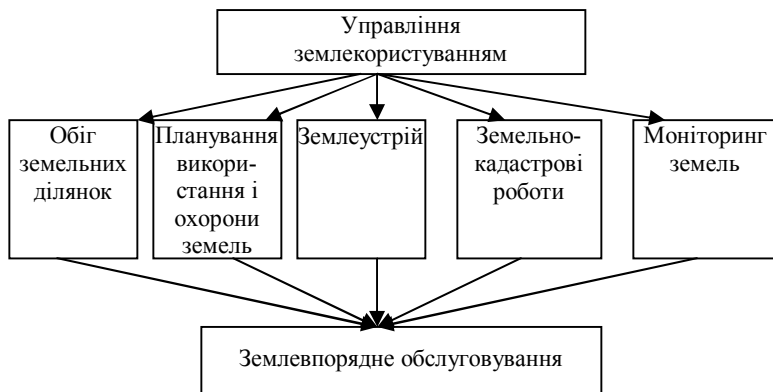 Управління
землекористуванням
Обіг
земельних
ділянок
Планування
викори-
стання і
охорони
земель
Землеустрій
Земельно-
кадастрові
роботи
Моніторинг
земель
Землевпорядне обслуговування